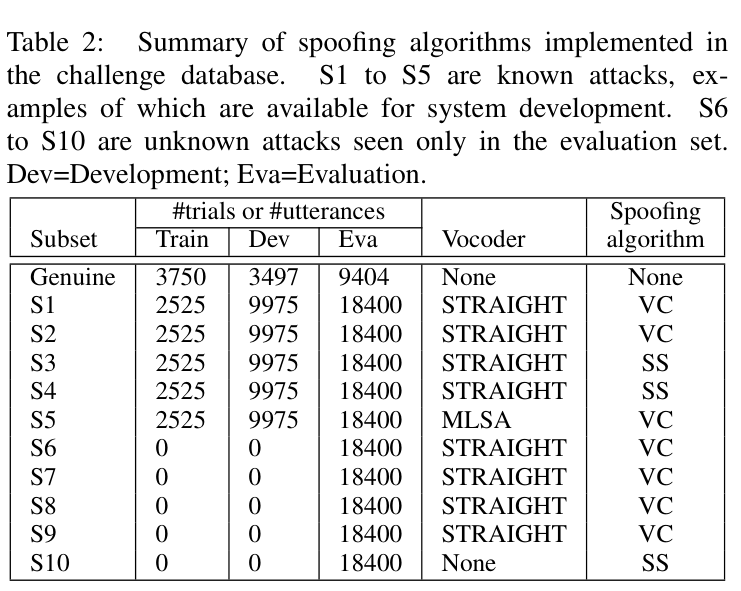 Table 2: Summary of spoofing algorithms implemented in
the challenge database. S1 to S5 are known attacks, ex-
amples of which are available for system development. S6
to S10 are unknown attacks seen only in the evaluation set.
Dev=Development; Eva=Evaluation.
#trials or #utterances Spoofing
Subset Train Dev Eva Vocoder algorithm
Genuine 3750 3497 9404 None None
S1 2525 9975 18400 STRAIGHT VC
S2 2525 9975 18400 STRAIGHT VC
S3 2525 9975 18400 STRAIGHT SS
S4 2525 9975 18400 STRAIGHT SS
S5 2525 9975 18400 MLSA VC
S6 0 0 18400 STRAIGHT VC
S7 0 0 18400 STRAIGHT VC
S8 0 0 18400 STRAIGHT VC
S9 0 0 18400 STRAIGHT VC
S10 0 0 18400 None SS